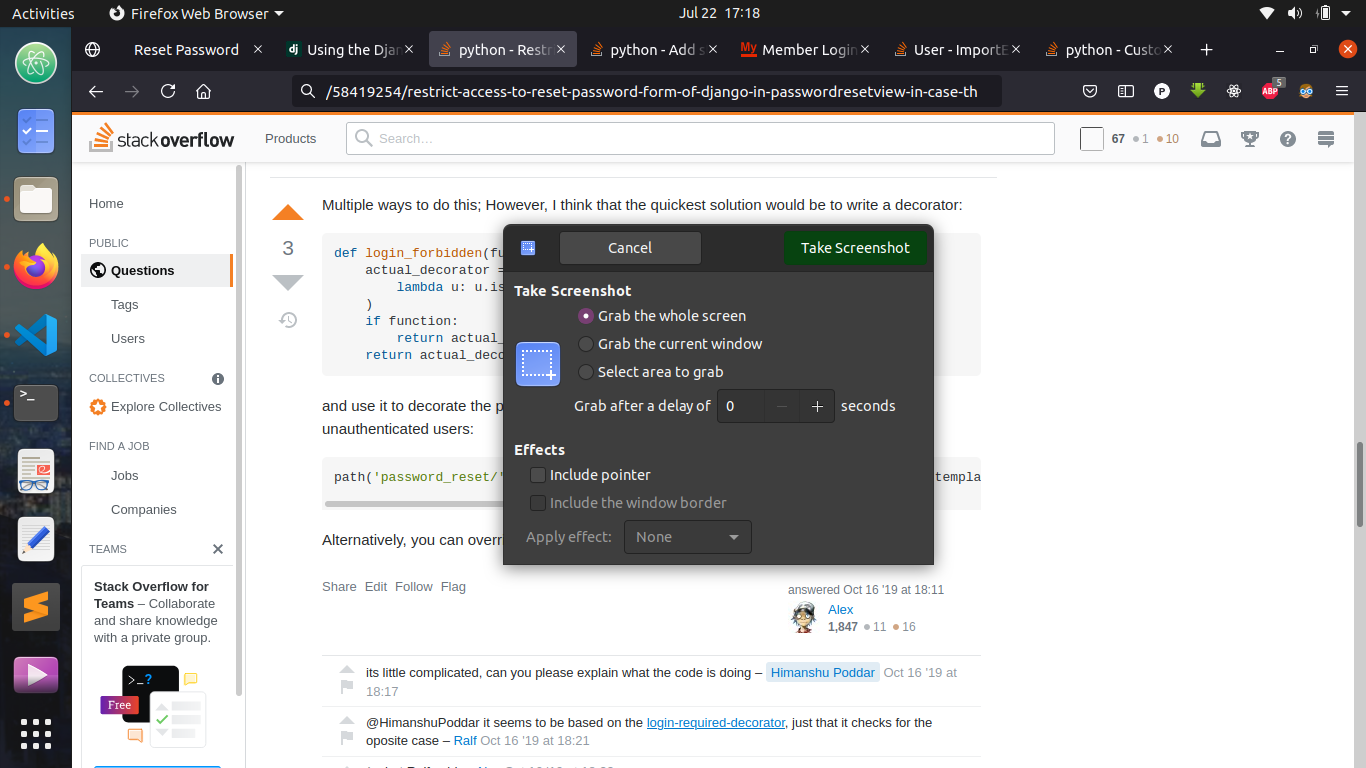 Activities
Firefox Web Browser
Jul 22 17:18
Reset Password
Using the Djan
python - Restri
python - Add s
My
Member Login
User - ImportE
python - Custo
/58419254/restrict-access-to-reset-password-form-of-django-in-passwordresetview-in-case-th
P
ABP
5
stack overflow
Products
Search…
67 1 10
Home
PUBLIC
Questions
Tags
Users
COLLECTIVES
Explore Collectives
FIND A JOB
Jobs
Companies
TEAMS
Stack Overflow for
Teams – Collaborate
and share knowledge
with a private group.
>_?
Free
3
Multiple ways to do this; However, I think that the quickest solution would be to write a decorator:
def login_forbidden(fu
actual_decorator =
lambda u: u.is
)
if function:
return actual_
return actual_deco
and use it to decorate the p
unauthenticated users:
path('password_reset/'
templa
Alternatively, you can overr
Share Edit Follow Flag
answered Oct 16 '19 at 18:11
Alex
1,847 11 16
its little complicated, can you please explain what the code is doing – Himanshu Poddar Oct 16 '19 at
18:17
@HimanshuPoddar it seems to be based on the login-required-decorator, just that it checks for the
oposite case – Ralf Oct 16 '19 at 18:21
Cancel
Take Screenshot
Take Screenshot
Grab the whole screen
Grab the current window
Select area to grab
Grab after a delay of 0 − + seconds
Effects
Include pointer
Include the window border
Apply effect: None